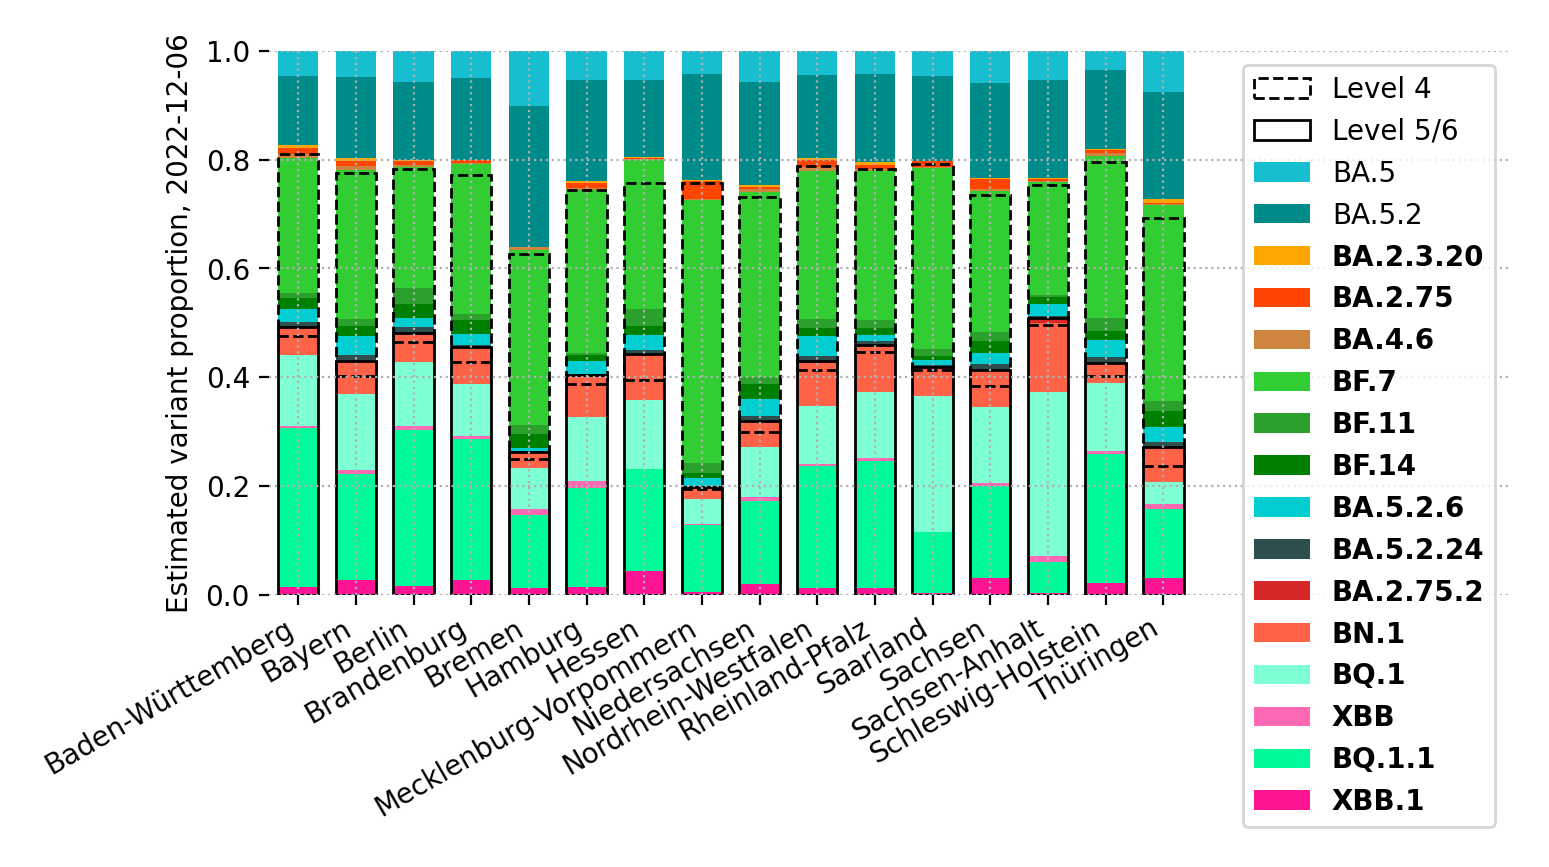 Estimated variant proportion, 2022-12-06
1.0
0.8
0.6
0.4
0.2
0.0
Baden-Württemberg
Bayern
Berlin
Brandenburg
Bremen
Hamburg
Hessen
Mecklenburg-Vorpommern
Niedersachsen
Nordrhein-Westfalen
Rheinland-Pfalz
Saarland
Sachsen
Sachsen-Anhalt
Schleswig-Holstein
Thüringen
Level 4
Level 5/6
BA.5
BA.5.2
BA.2.3.20
BA.2.75
BA.4.6
BF.7
BF.11
BF.14
BA.5.2.6
BA.5.2.24
BA.2.75.2
BN.1
BQ.1
XBB
BQ.1.1
XBB.1